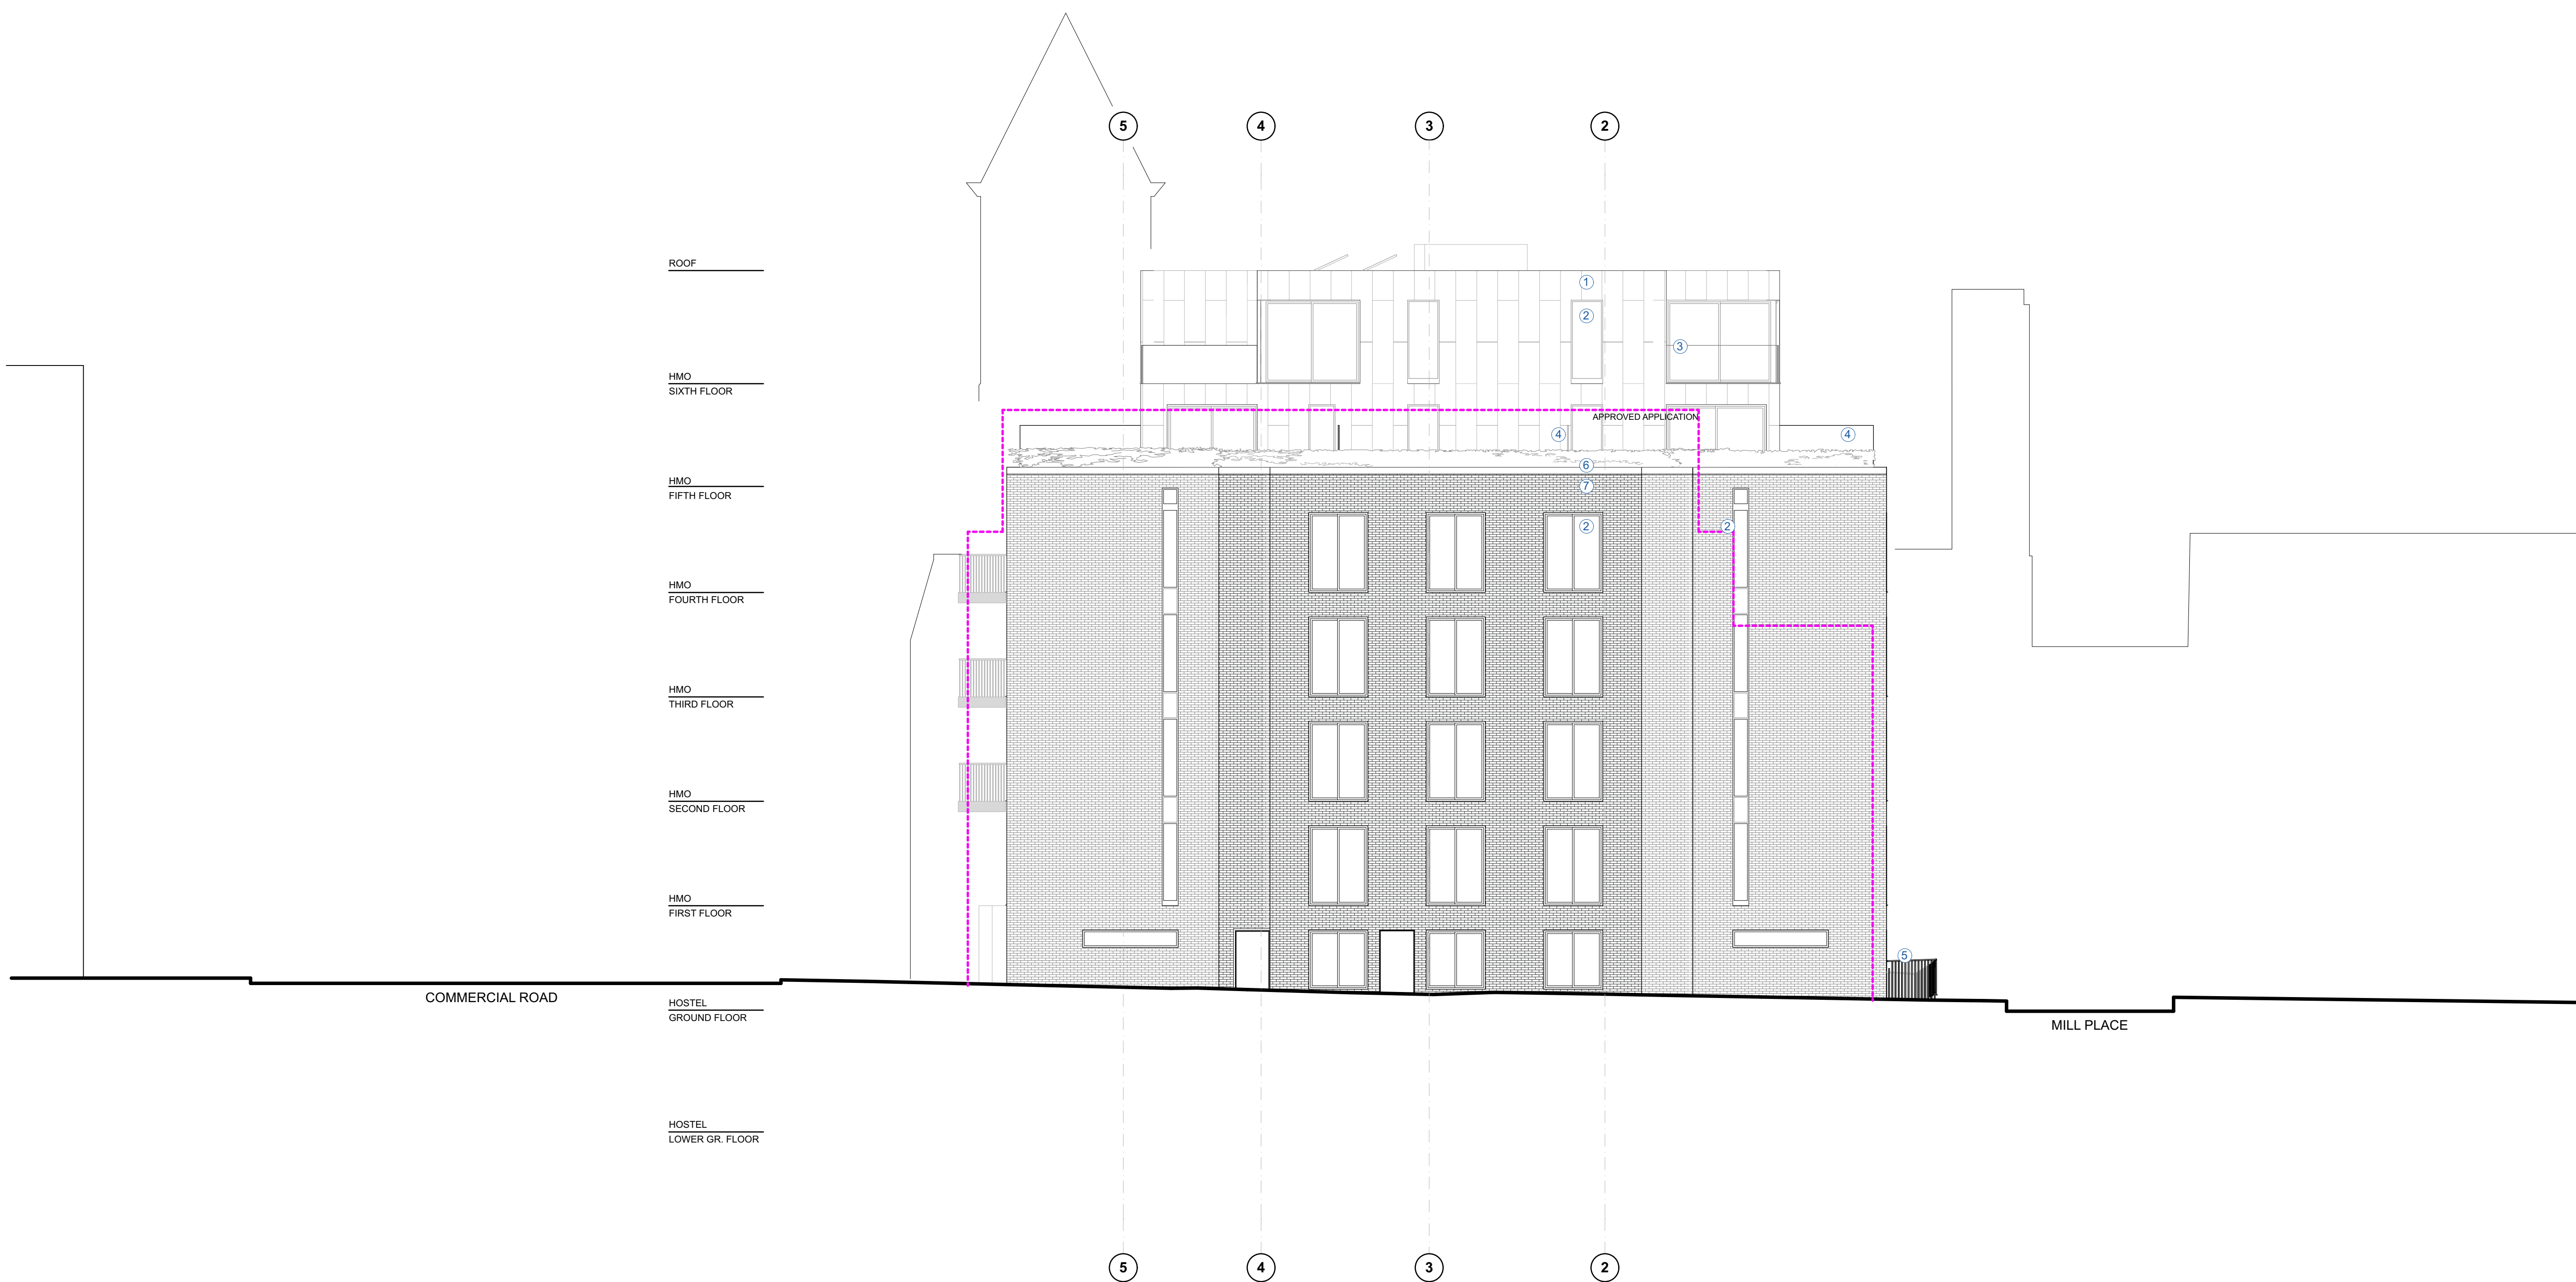 5 4 3 2
ROOF
1
2
3
HMO
SIXTH FLOOR
APPROVED APPLICATION
4 4
6
HMO
7
FIFTH FLOOR
2 2
HMO
FOURTH FLOOR
HMO
THIRD FLOOR
HMO
SECOND FLOOR
HMO
FIRST FLOOR
5
COMMERCIAL ROAD
HOSTEL
GROUND FLOOR
MILL PLACE
HOSTEL
LOWER GR. FLOOR
5 4 3 2